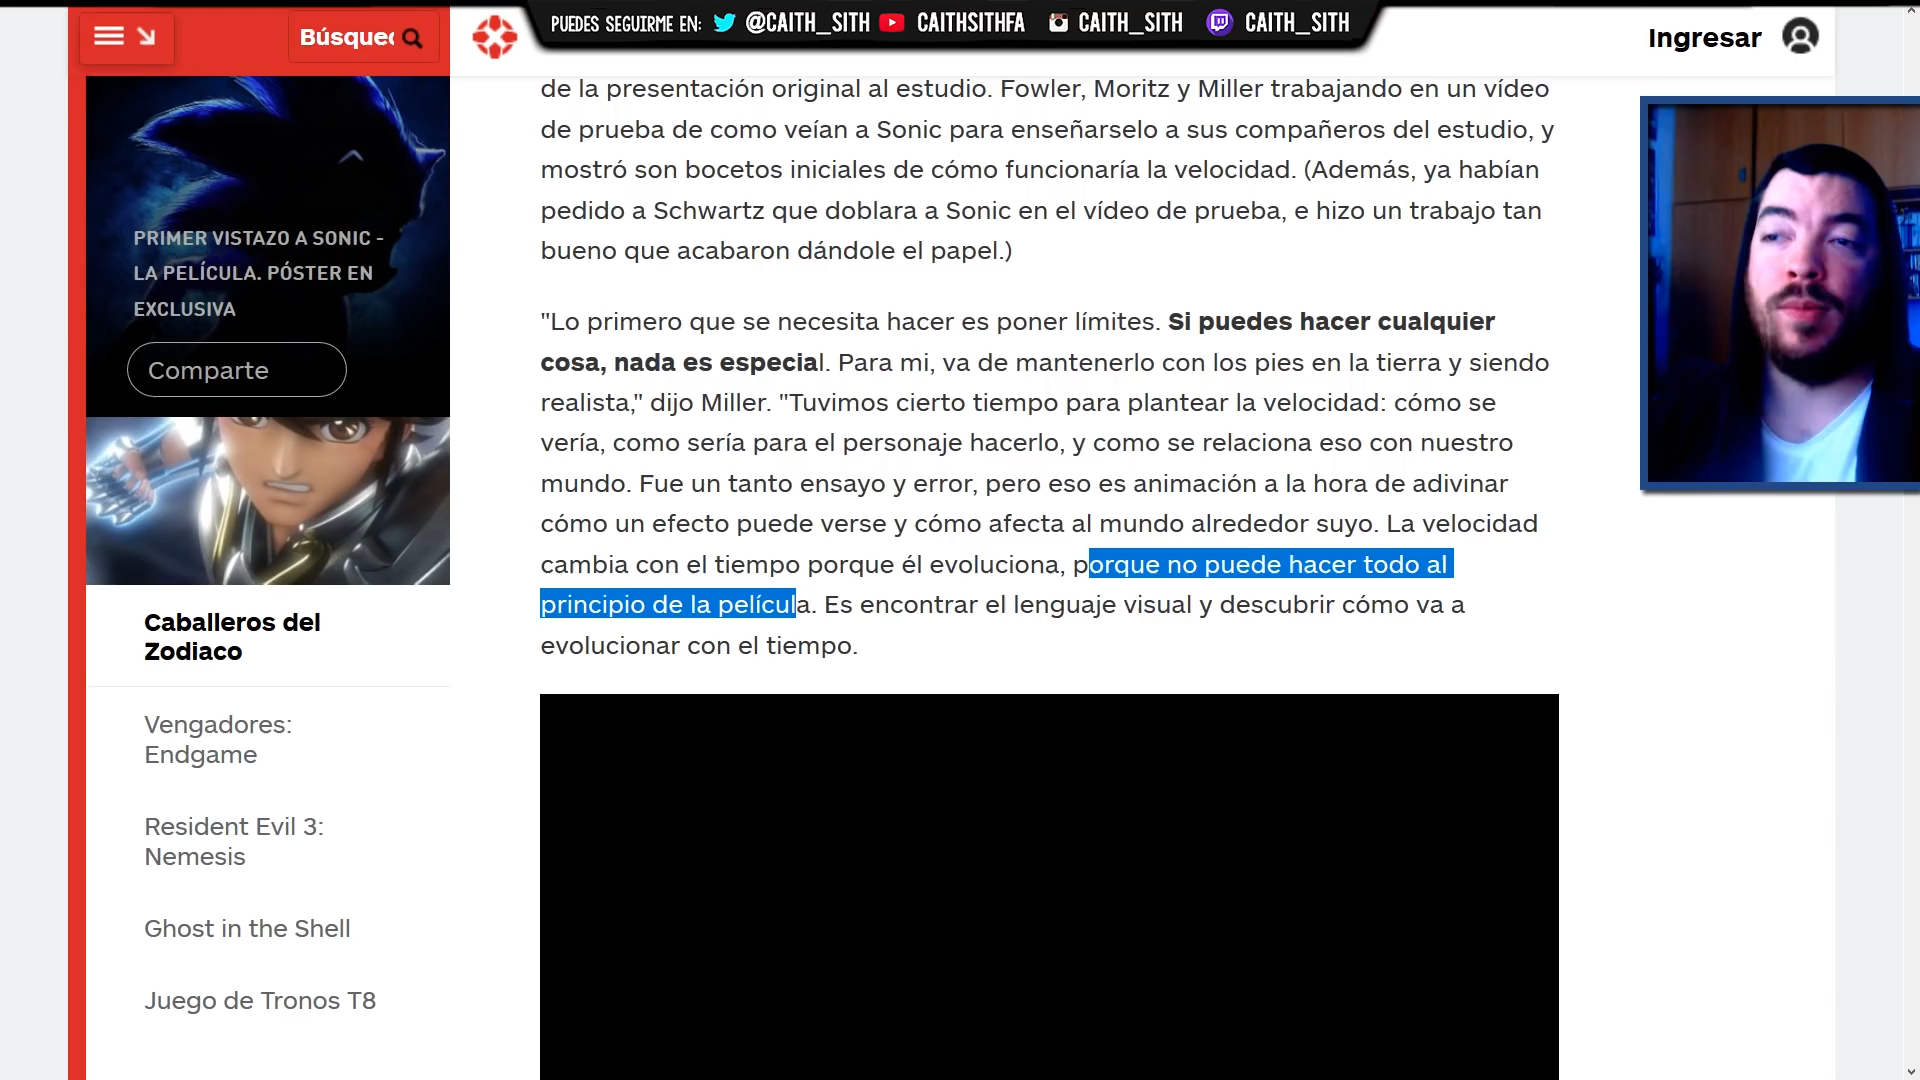 PUEDES SEGUIRME EN: @CAITH_SITH CAITHSITHFA CAITH_SITH CAITH_SITH
Búsque
Ingresar
PRIMER VISTAZO A SONIC -
LA PELÍCULA. PÓSTER EN
EXCLUSIVA
Comparte
Caballeros del
Zodiaco
Vengadores:
Endgame
Resident Evil 3:
Nemesis
Ghost in the Shell
Juego de Tronos T8
de la presentación original al estudio. Fowler, Moritz y Miller trabajando en un vídeo
de prueba de como veían a Sonic para enseñarselo a sus compañeros del estudio, y
mostró son bocetos iniciales de cómo funcionaría la velocidad. (Además, ya habían
pedido a Schwartz que doblara a Sonic en el vídeo de prueba, e hizo un trabajo tan
bueno que acabaron dándole el papel.)
"Lo primero que se necesita hacer es poner límites. Si puedes hacer cualquier
cosa, nada es especial. Para mi, va de mantenerlo con los pies en la tierra y siendo
realista," dijo Miller. "Tuvimos cierto tiempo para plantear la velocidad: cómo se
vería, como sería para el personaje hacerlo, y como se relaciona eso con nuestro
mundo. Fue un tanto ensayo y error, pero eso es animación a la hora de adivinar
cómo un efecto puede verse y cómo afecta al mundo alrededor suyo. La velocidad
cambia con el tiempo porque él evoluciona, porque no puede hacer todo al
principio de la película. Es encontrar el lenguaje visual y descubrir cómo va a
evolucionar con el tiempo.